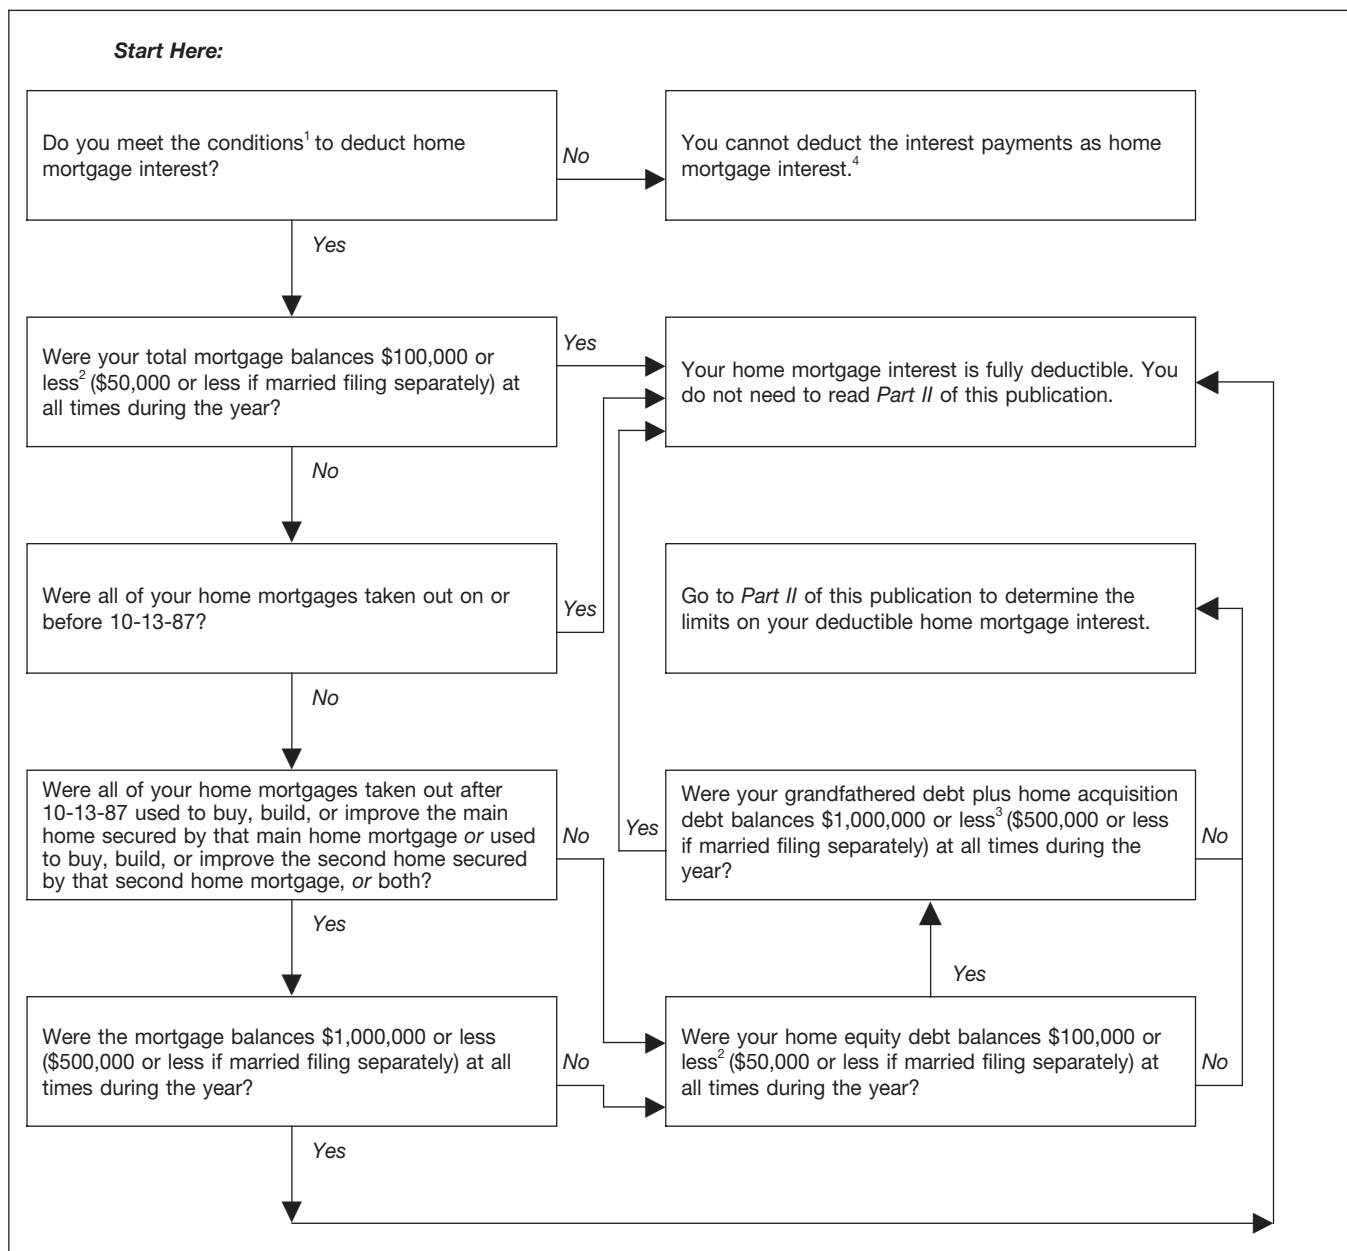 Start Here:
Do you meet the conditions1 to deduct home
mortgage interest?
No
You cannot deduct the interest payments as home
mortgage interest.4
Yes
Were your total mortgage balances $100,000 or
less2 ($50,000 or less if married filing separately) at
all times during the year?
Yes
Your home mortgage interest is fully deductible. You
do not need to read Part II of this publication.
No
Were all of your home mortgages taken out on or
before 10-13-87?
Yes
Go to Part II of this publication to determine the
limits on your deductible home mortgage interest.
No
Were all of your home mortgages taken out after
10-13-87 used to buy, build, or improve the main
home secured by that main home mortgage or used
to buy, build, or improve the second home secured
by that second home mortgage, or both?
No
Yes
Were your grandfathered debt plus home acquisition
debt balances $1,000,000 or less3 ($500,000 or less
if married filing separately) at all times during the
year?
No
Yes
Yes
Were the mortgage balances $1,000,000 or less
($500,000 or less if married filing separately) at all
times during the year?
No
Were your home equity debt balances $100,000 or
less2 ($50,000 or less if married filing separately) at
all times during the year?
No
Yes